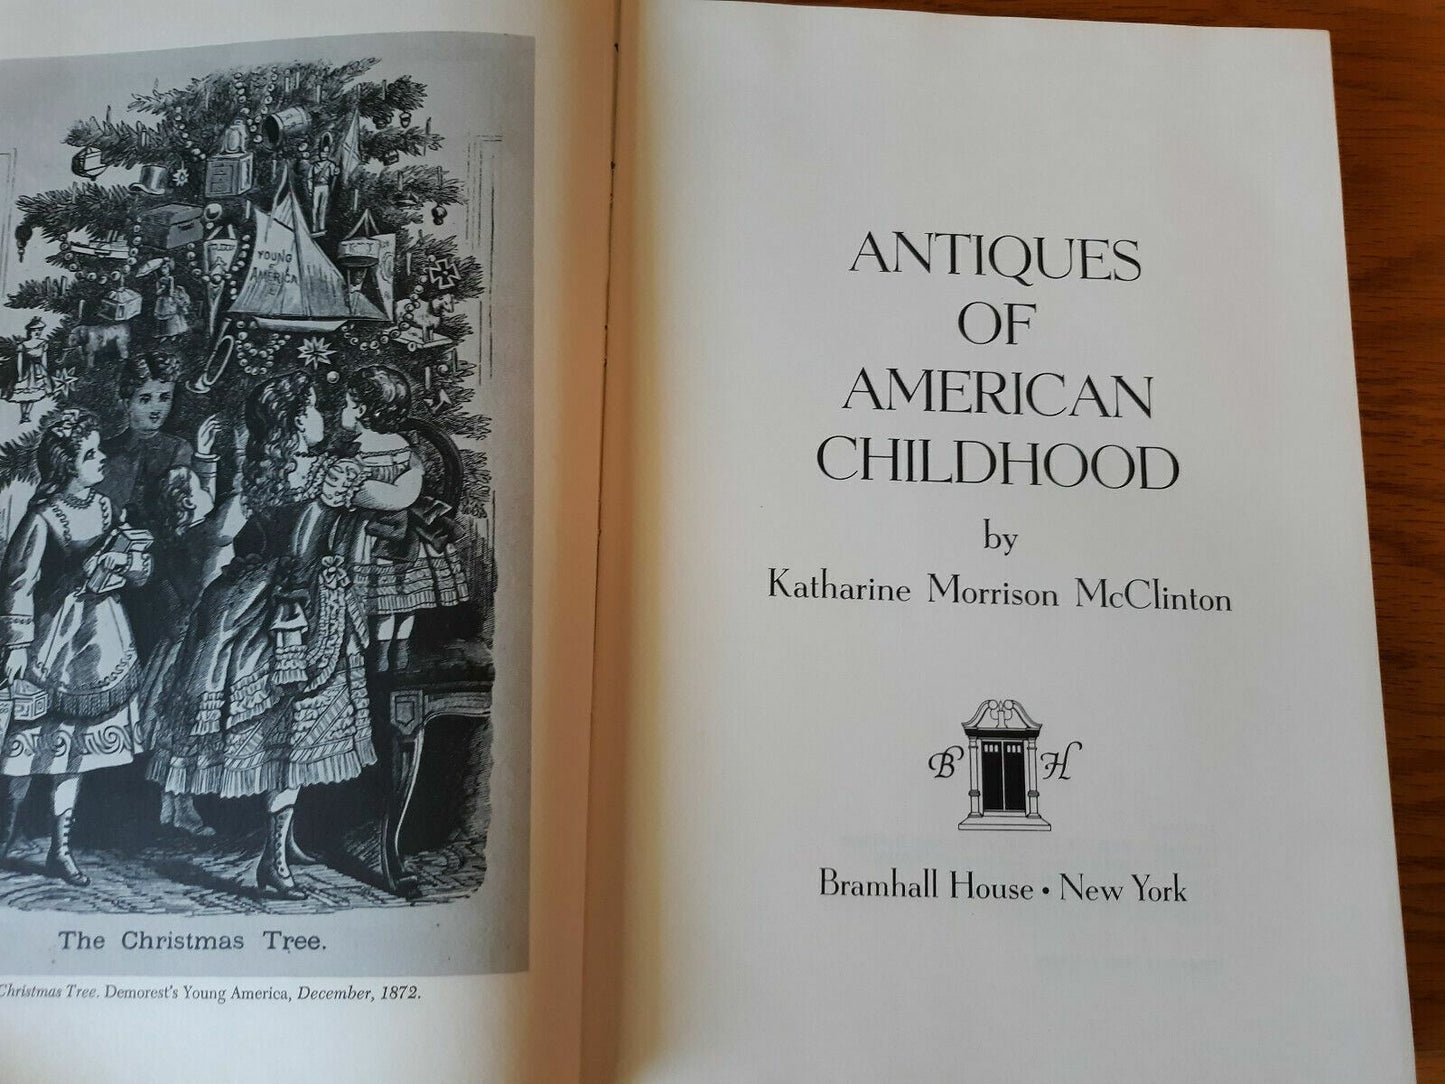 YOUNG
AMERICA
The Christmas Tree.
Christmas Tree. Demorest's Young America, December, 1872.
ANTIQUES
OF
AMERICAN
CHILDHOOD
by
Katharine Morrison McClinton
B H
Bramhall House • New York